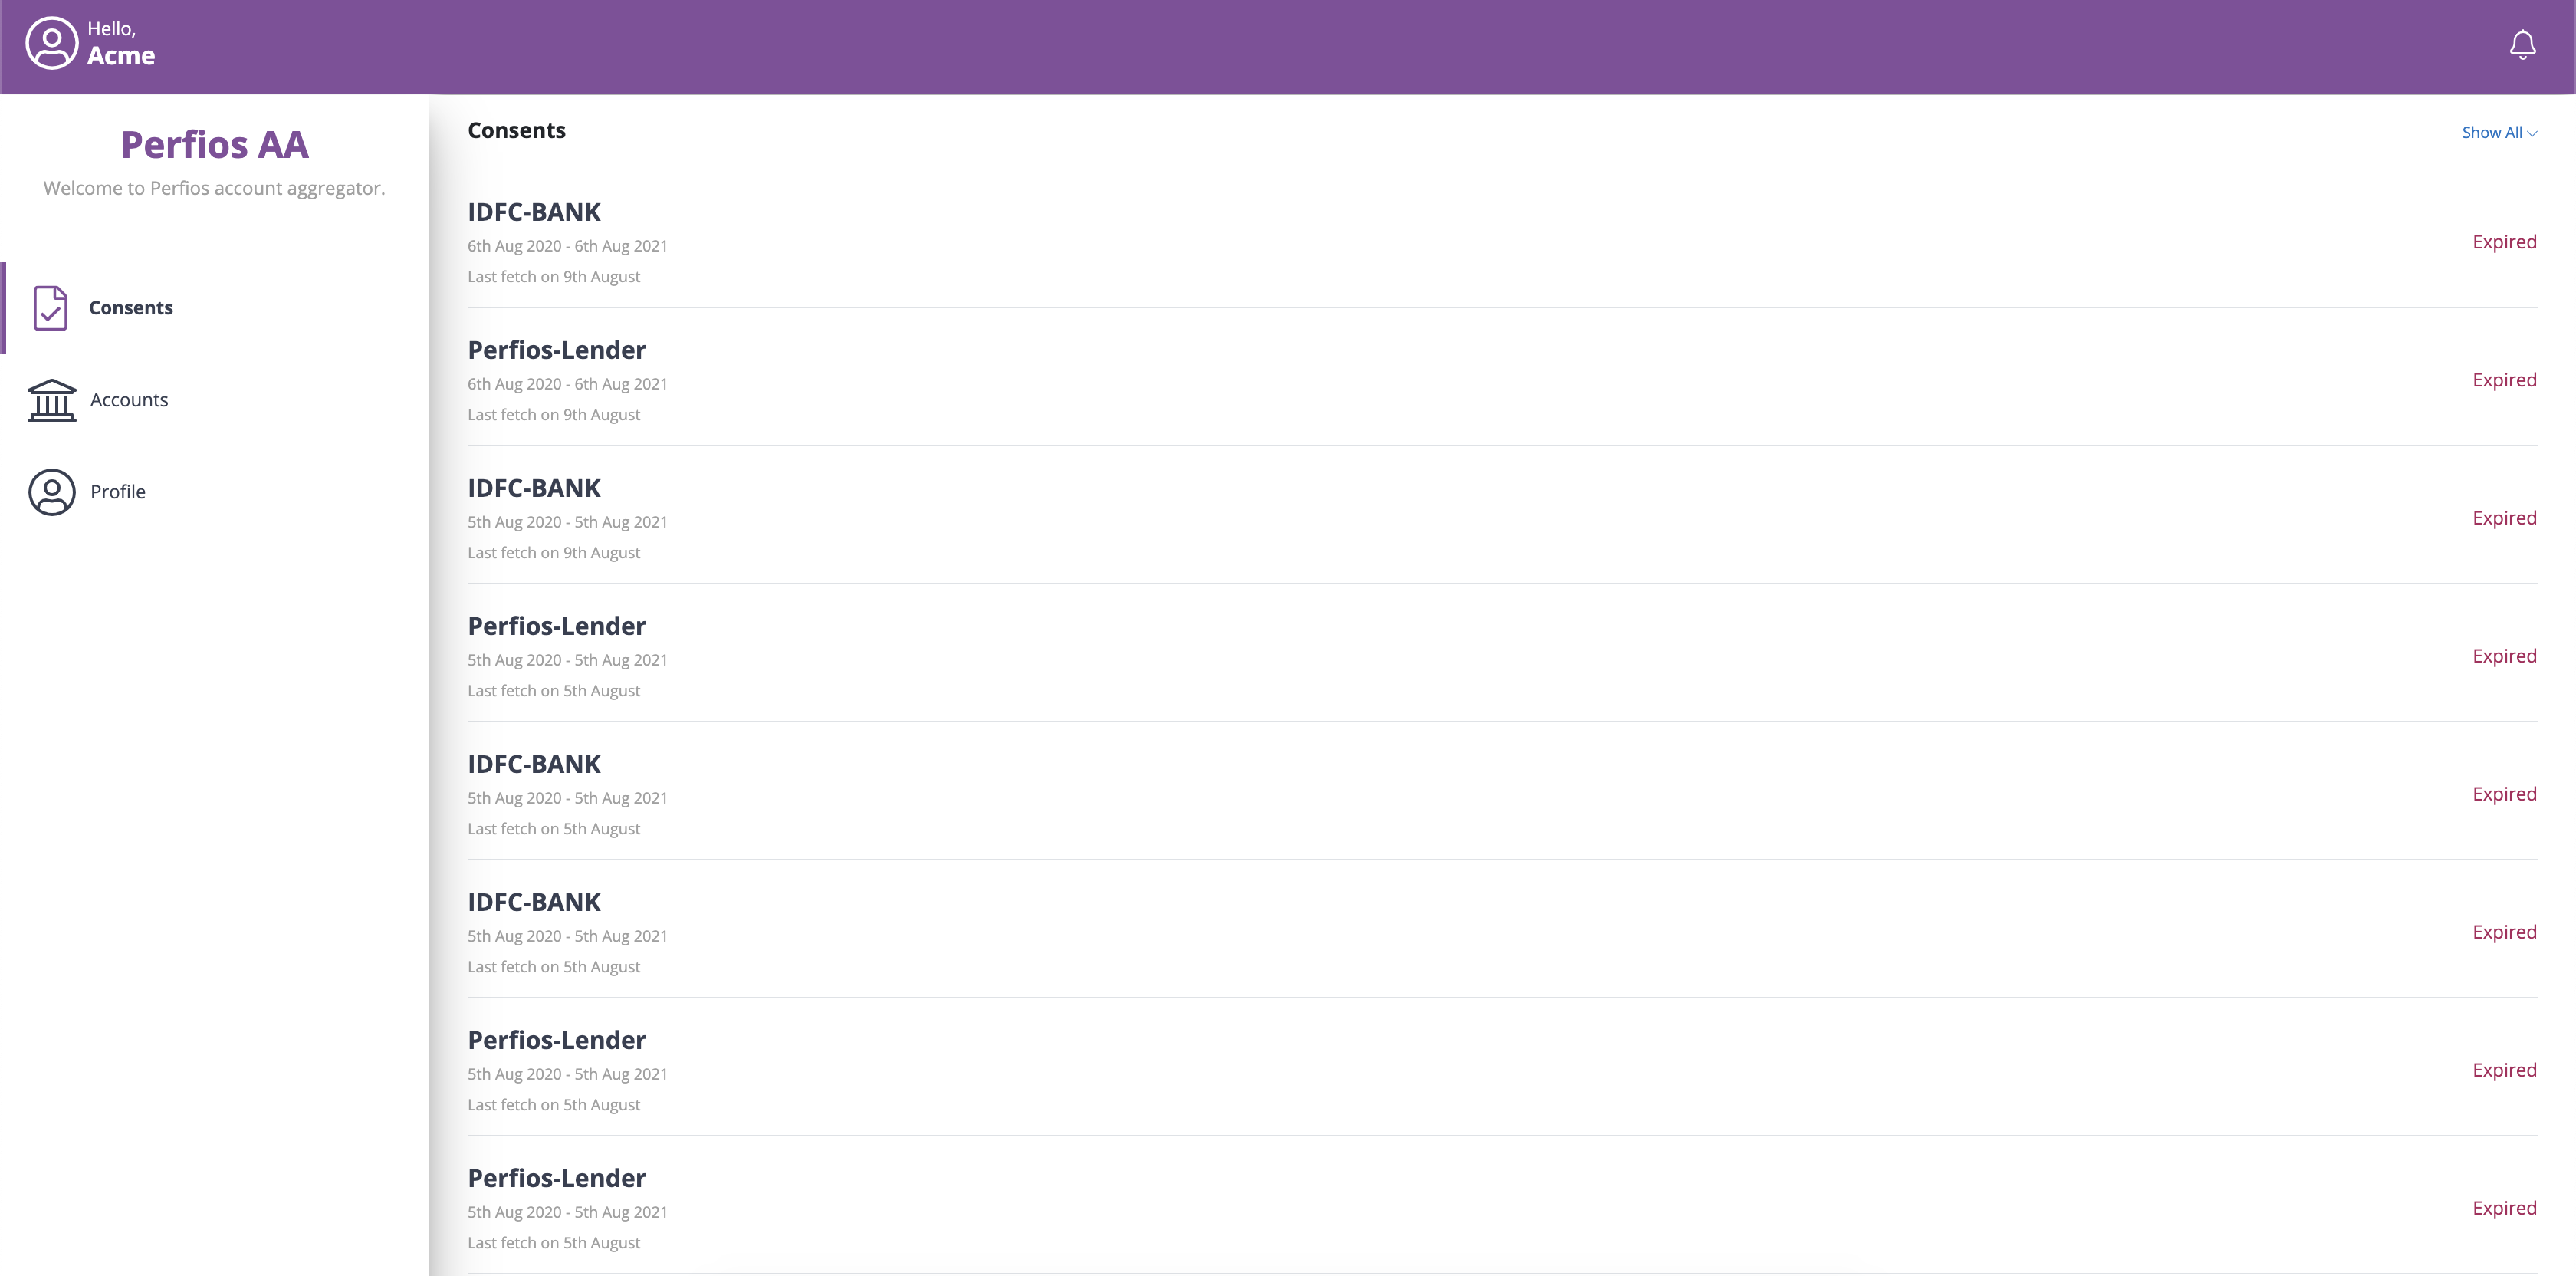 Hello,
Acme
Perfios AA
Welcome to Perfios account aggregator.
Consents
Accounts
Profile
Consents
Show All
IDFC-BANK
6th Aug 2020 - 6th Aug 2021
Last fetch on 9th August
Expired
Perfios-Lender
6th Aug 2020 - 6th Aug 2021
Last fetch on 9th August
Expired
IDFC-BANK
5th Aug 2020 - 5th Aug 2021
Last fetch on 9th August
Expired
Perfios-Lender
5th Aug 2020 - 5th Aug 2021
Last fetch on 5th August
Expired
IDFC-BANK
5th Aug 2020 - 5th Aug 2021
Last fetch on 5th August
Expired
IDFC-BANK
5th Aug 2020 - 5th Aug 2021
Last fetch on 5th August
Expired
Perfios-Lender
5th Aug 2020 - 5th Aug 2021
Last fetch on 5th August
Expired
Perfios-Lender
5th Aug 2020 - 5th Aug 2021
Last fetch on 5th August
Expired